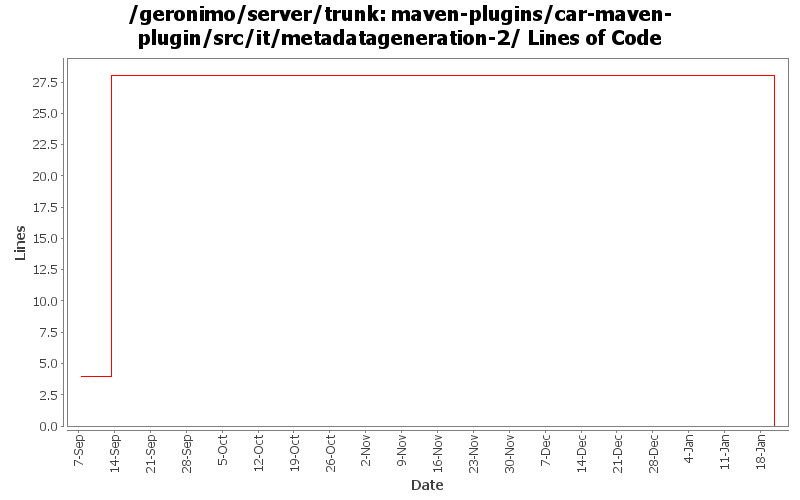 /geronimo/server/trunk: maven-plugins/car-maven-
plugin/src/it/metadatageneration-2/ Lines of Code
27.5
25.0
22.5
20.0
17.5
15.0
12.5
10.0
7.5
5.0
2.5
0.0
Lines
7-Sep
14-Sep
21-Sep
28-Sep
5-Oct
12-Oct
19-Oct
26-Oct
2-Nov
9-Nov
16-Nov
23-Nov
30-Nov
7-Dec
14-Dec
21-Dec
28-Dec
4-Jan
11-Jan
18-Jan
Date